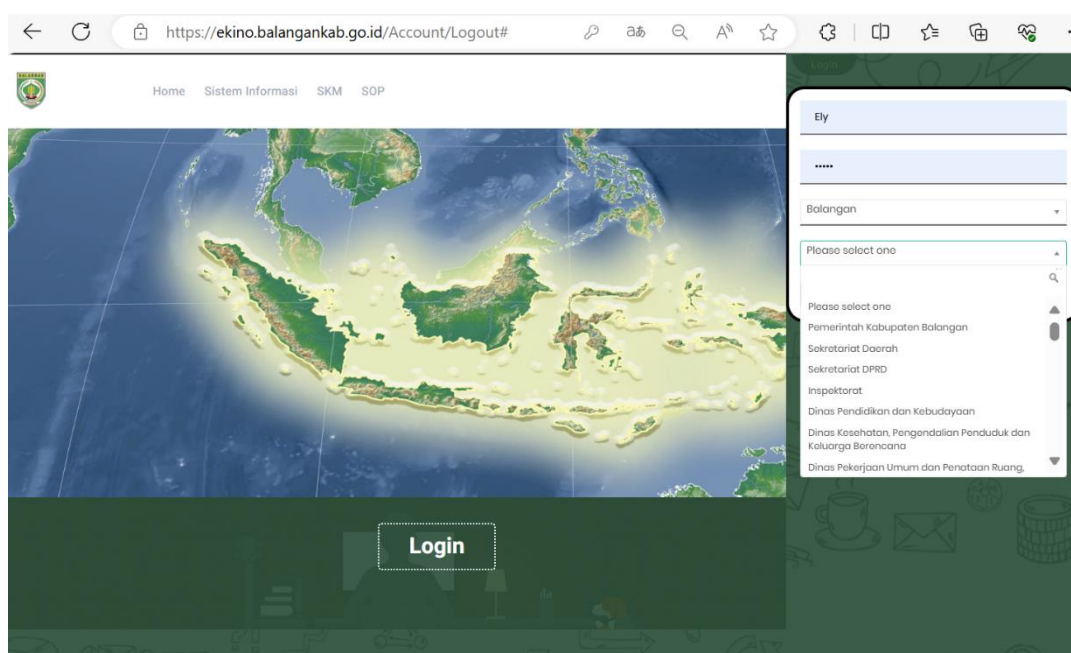 https://ekino.balangankab.go.id/Account/Logout#
BALANGAN
Home Sistem Informasi SKM SOP
Login
Ely
•••••
Balangan
Please select one
Please select one
Pemerintah Kabupaten Balangan
Sekretariat Daerah
Sekretariat DPRD
Inspektorat
Dinas Pendidikan dan Kebudayaan
Dinas Kesehatan, Pengendalian Penduduk dan
Keluarga Berencana
Dinas Pekerjaan Umum dan Penataan Ruang,
Login